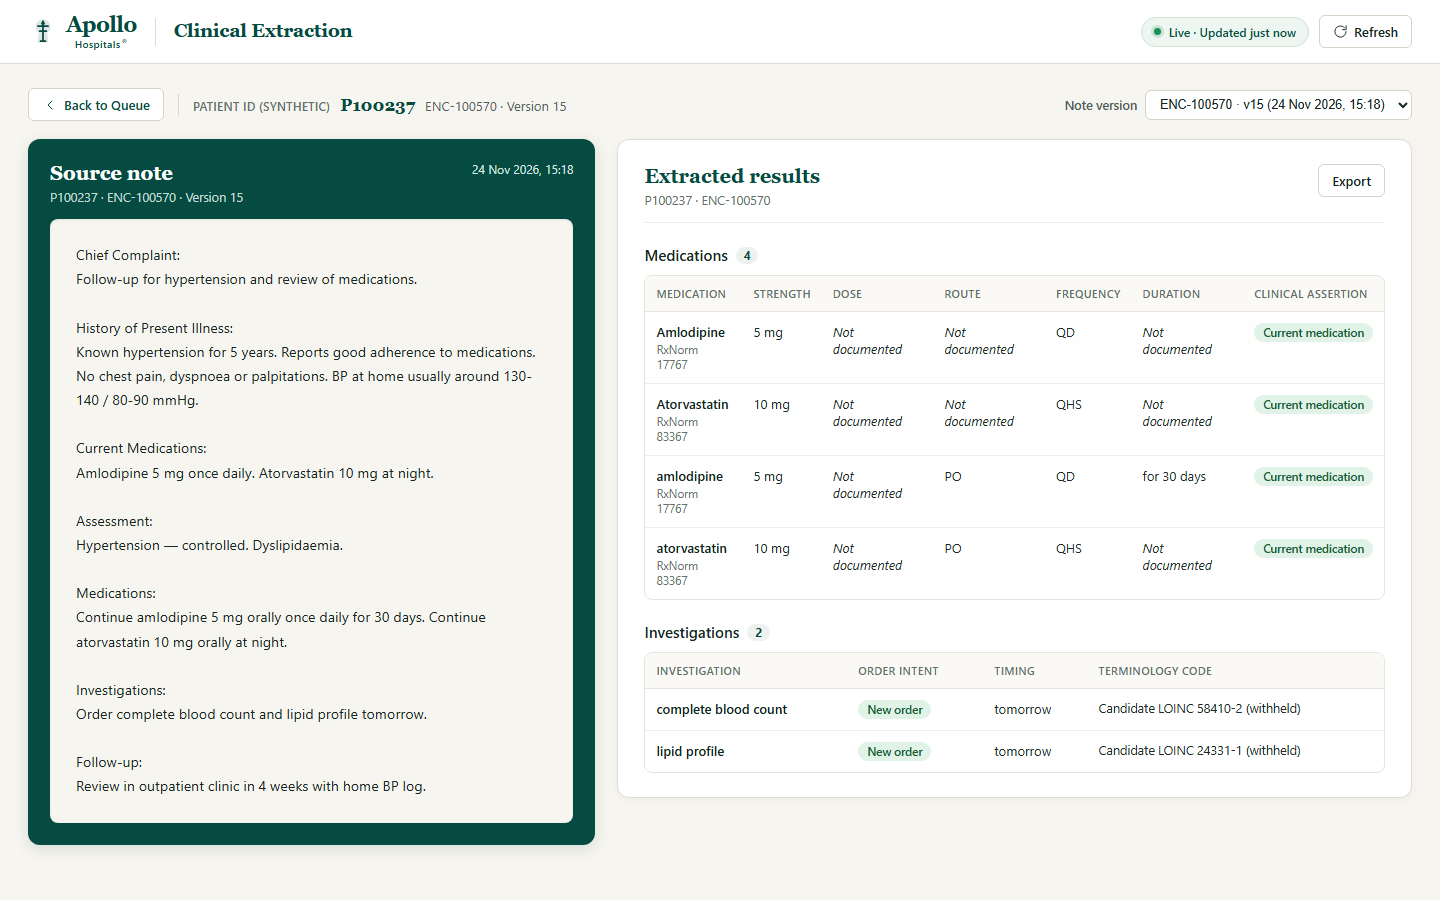 Apollo
Hospitals®
Clinical Extraction
Live · Updated just now
Refresh
Back to Queue
PATIENT ID (SYNTHETIC) P100237 ENC-100570 · Version 15
Note version
ENC-100570 · v15 (24 Nov 2026, 15:18)
Source note
24 Nov 2026, 15:18
P100237 · ENC-100570 · Version 15
Chief Complaint:
Follow-up for hypertension and review of medications.
History of Present Illness:
Known hypertension for 5 years. Reports good adherence to medications.
No chest pain, dyspnoea or palpitations. BP at home usually around 130-
140 / 80-90 mmHg.
Current Medications:
Amlodipine 5 mg once daily. Atorvastatin 10 mg at night.
Assessment:
Hypertension — controlled. Dyslipidaemia.
Medications:
Continue amlodipine 5 mg orally once daily for 30 days. Continue
atorvastatin 10 mg orally at night.
Investigations:
Order complete blood count and lipid profile tomorrow.
Follow-up:
Review in outpatient clinic in 4 weeks with home BP log.
Extracted results
P100237 · ENC-100570
Export
Medications 4
MEDICATION STRENGTH DOSE ROUTE FREQUENCY DURATION CLINICAL ASSERTION
Amlodipine 5 mg Not Not QD Not Current medication
RxNorm documented documented documented
17767
Atorvastatin 10 mg Not Not QHS Not Current medication
RxNorm documented documented documented
83367
amlodipine 5 mg Not PO QD for 30 days Current medication
RxNorm documented
17767
atorvastatin 10 mg Not PO QHS Not Current medication
RxNorm documented documented
83367
Investigations 2
INVESTIGATION ORDER INTENT TIMING TERMINOLOGY CODE
complete blood count New order tomorrow Candidate LOINC 58410-2 (withheld)
lipid profile New order tomorrow Candidate LOINC 24331-1 (withheld)